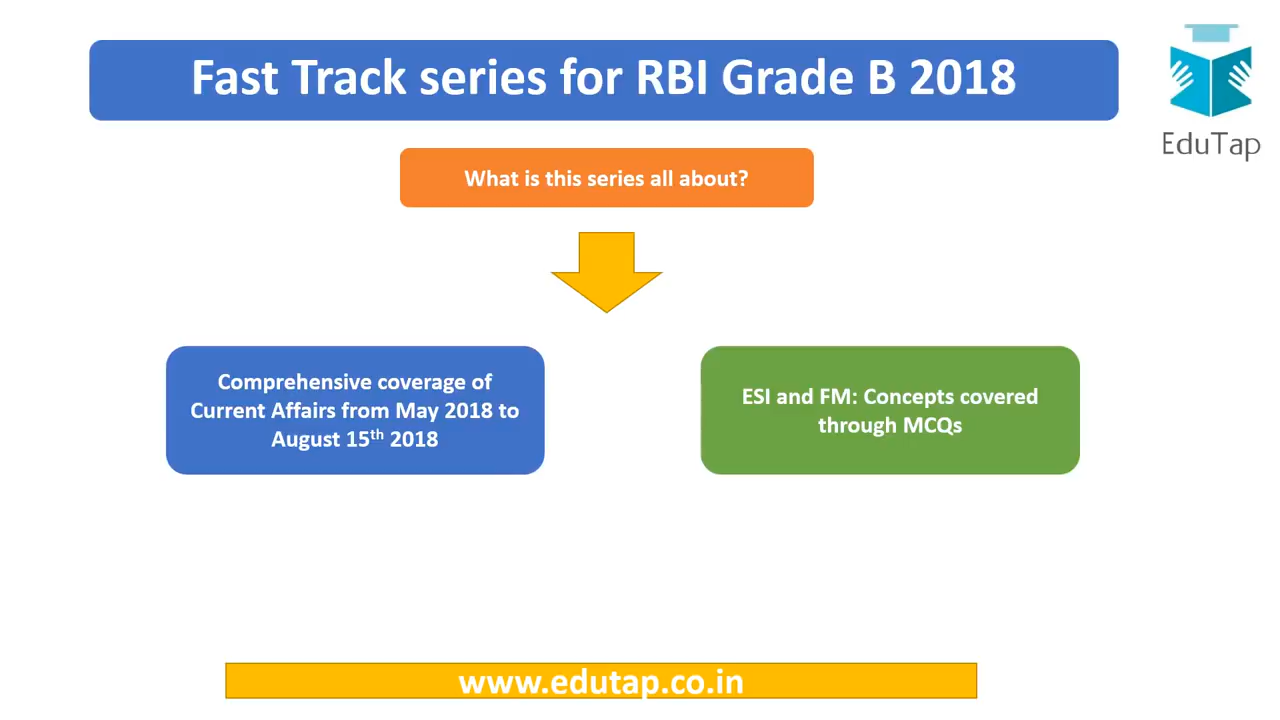 Fast Track series for RBI Grade B 2018
EduTap
What is this series all about?
Comprehensive coverage of
Current Affairs from May 2018 to
August 15th 2018
ESI and FM: Concepts covered
through MCQs
www.edutap.co.in